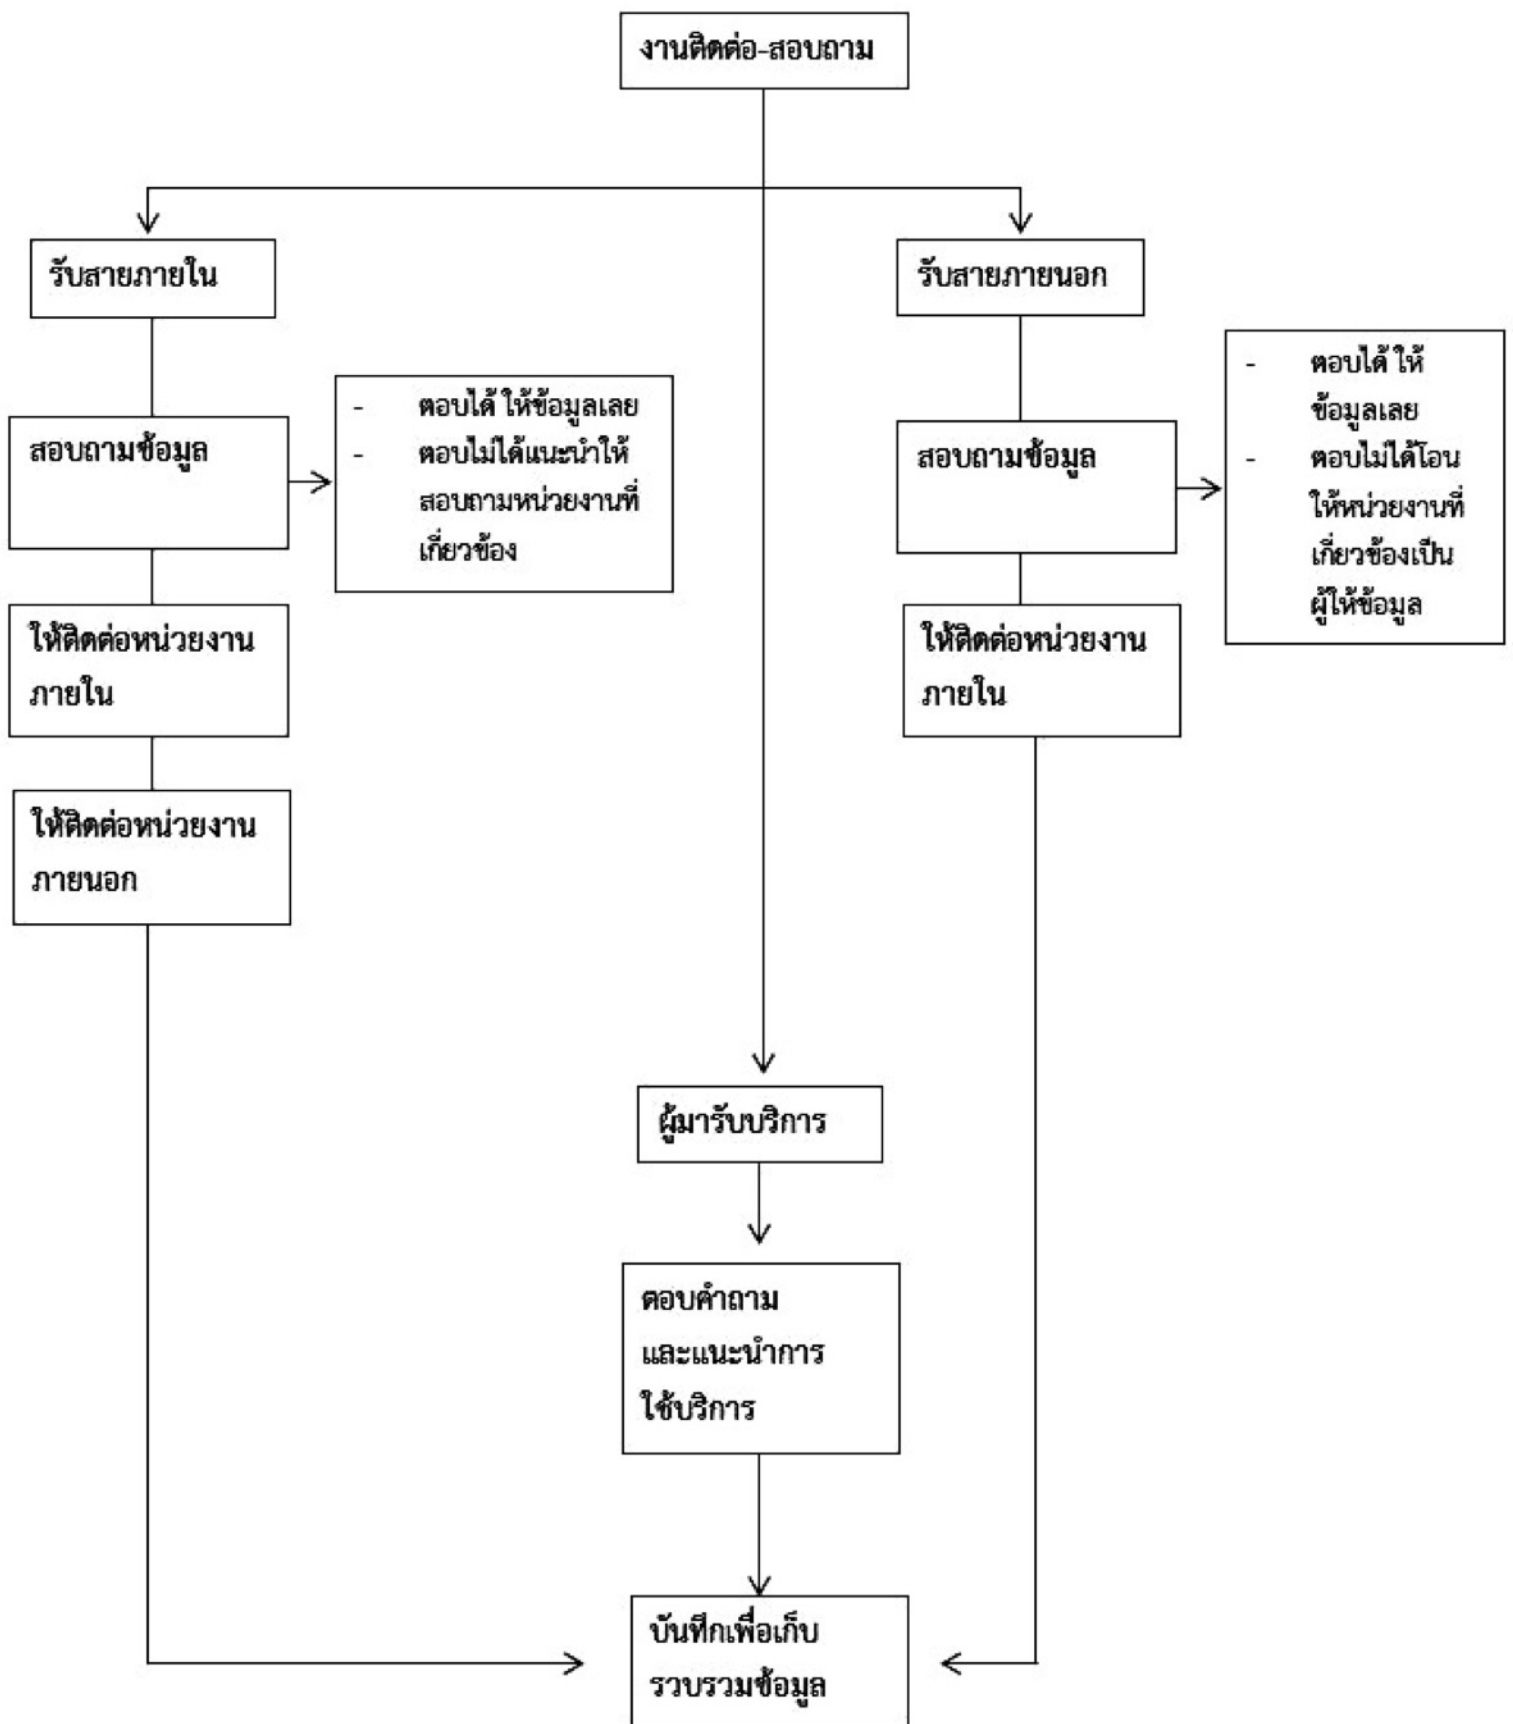 งานติดต่อ-สอบถาม
รับสายภายใน
รับสายภายนอก
สอบถามข้อมูล
- ตอบได้ ให้ข้อมูลเลย
- ตอบไม่ได้แนะนำให้
สอบถามหน่วยงานที่
เกี่ยวข้อง
สอบถามข้อมูล
- ตอบได้ ให้
ข้อมูลเลย
- ตอบไม่ได้โอน
ให้หน่วยงานที่
เกี่ยวข้องเป็น
ผู้ให้ข้อมูล
ให้ติดต่อหน่วยงาน
ภายใน
ให้ติดต่อหน่วยงาน
ภายใน
ให้ติดต่อหน่วยงาน
ภายนอก
ผู้มารับบริการ
ตอบคำถาม
และแนะนำการ
ใช้บริการ
บันทึกเพื่อเก็บ
รวบรวมข้อมูล